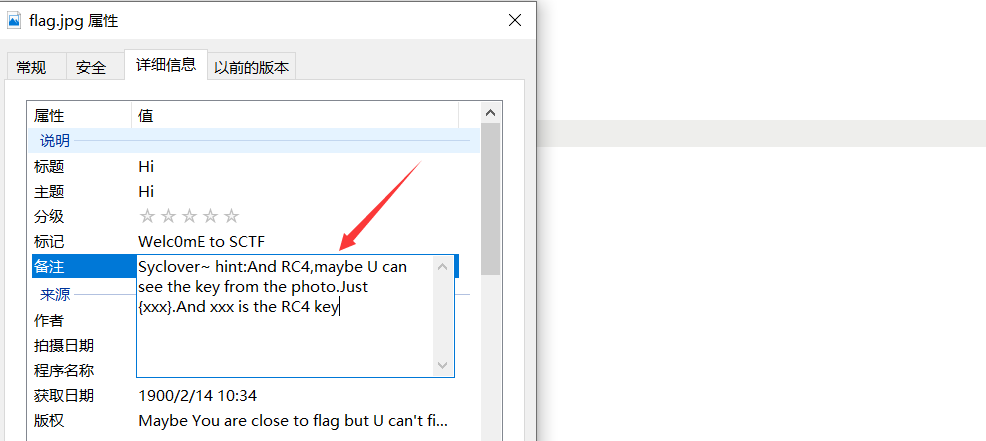 flag.jpg 属性
常规 安全 详细信息 以前的版本
属性 值
说明
标题 Hi
主题 Hi
分级
标记 Welc0mE to SCTF
备注 Syclover~ hint:And RC4,maybe U can
see the key from the photo.Just
{xxx}.And xxx is the RC4 key
来源
作者
拍摄日期
程序名称
获取日期 1900/2/14 10:34
版权 Maybe You are close to flag but U can't fi...